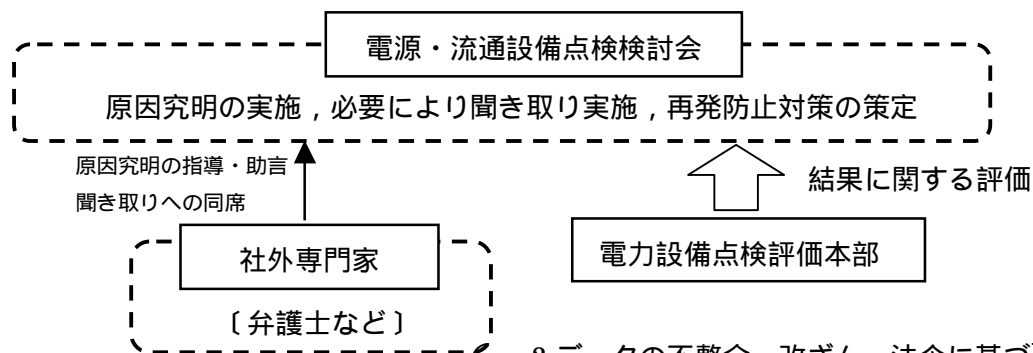 電源・流通設備点検検討会
原因究明の実施，必要により聞き取り実施，再発防止対策の策定
原因究明の指導・助言
聞き取りへの同席
結果に関する評価
社外専門家
電力設備点検評価本部
〔弁護士など〕